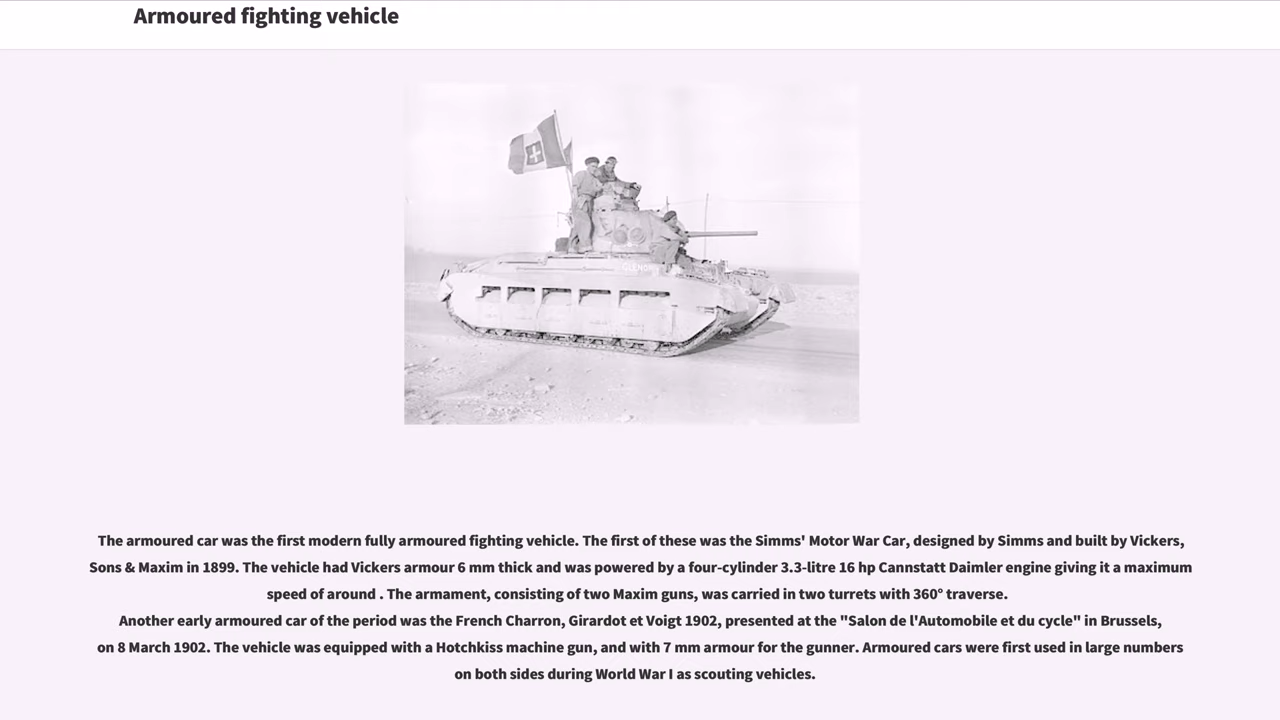 Armoured fighting vehicle
The armoured car was the first modern fully armoured fighting vehicle. The first of these was the Simms' Motor War Car, designed by Simms and built by Vickers,
Sons & Maxim in 1899. The vehicle had Vickers armour 6 mm thick and was powered by a four-cylinder 3.3-litre 16 hp Cannstatt Daimler engine giving it a maximum
speed of around . The armament, consisting of two Maxim guns, was carried in two turrets with 360° traverse.
Another early armoured car of the period was the French Charron, Girardot et Voigt 1902, presented at the "Salon de l'Automobile et du cycle" in Brussels,
on 8 March 1902. The vehicle was equipped with a Hotchkiss machine gun, and with 7 mm armour for the gunner. Armoured cars were first used in large numbers
on both sides during World War I as scouting vehicles.